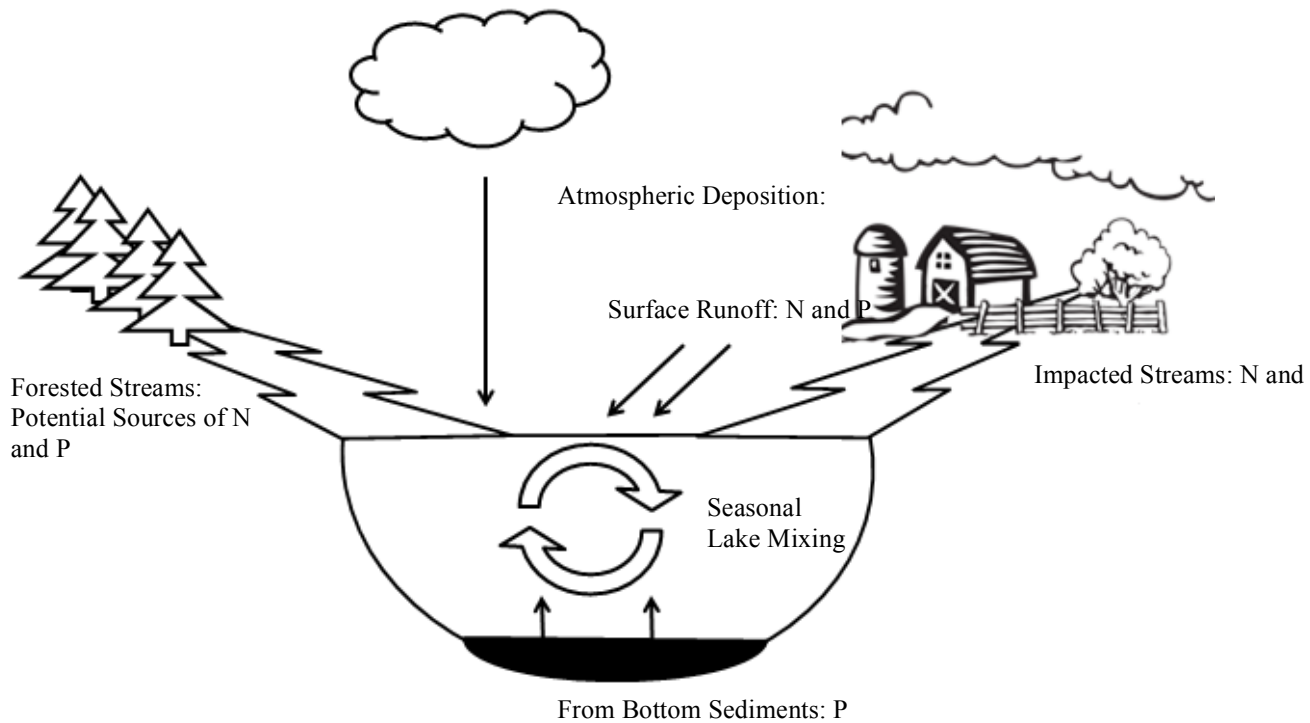 Atmospheric Deposition:
Surface Runoff: N and P
Forested Streams:
Potential Sources of N
and P
Impacted Streams: N and
Seasonal
Lake Mixing
From Bottom Sediments: P